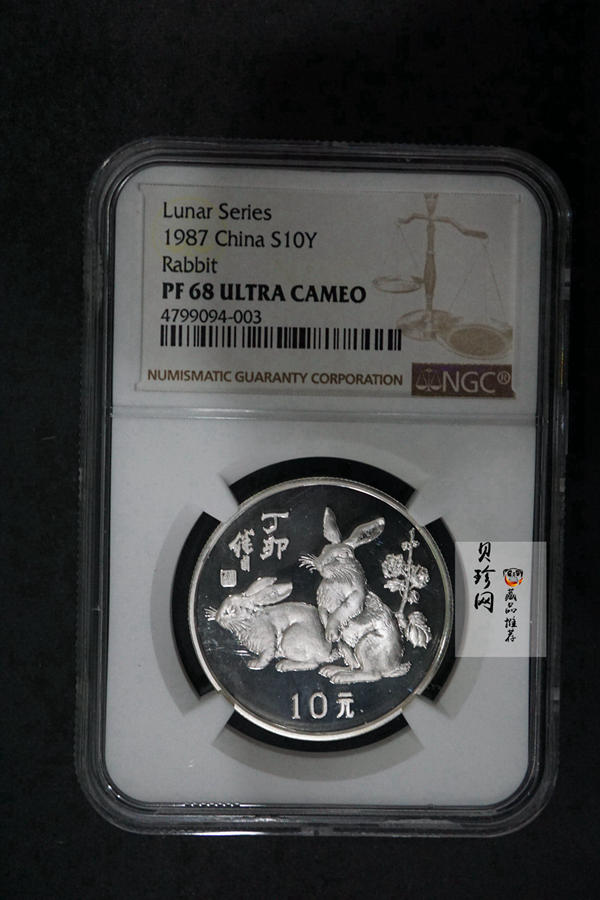 Lunar Series
1987 China S10Y
Rabbit
PF 68 ULTRA CAMEO
4799094-003
NUMISMATIC GUARANTY CORPORATION
NGC®
丁卯
10元
贝珍网
藏品
推荐